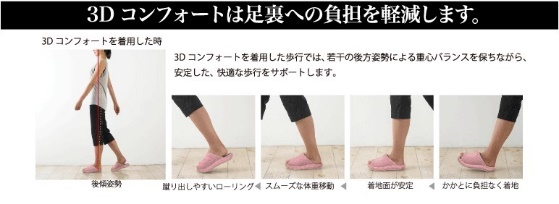 3D コンフォートは足裏への負担を軽減します。
3D コンフォートを着用した時
3D コンフォートを着用した歩行では、若干の後方姿勢による重心バランスを保ちながら、
安定した、快適な歩行をサポートします。
後傾姿勢
蹴り出しやすいローリング ◀ スムーズな体重移動 ◀ 着地面が安定 ◀ かかとに負担なく着地